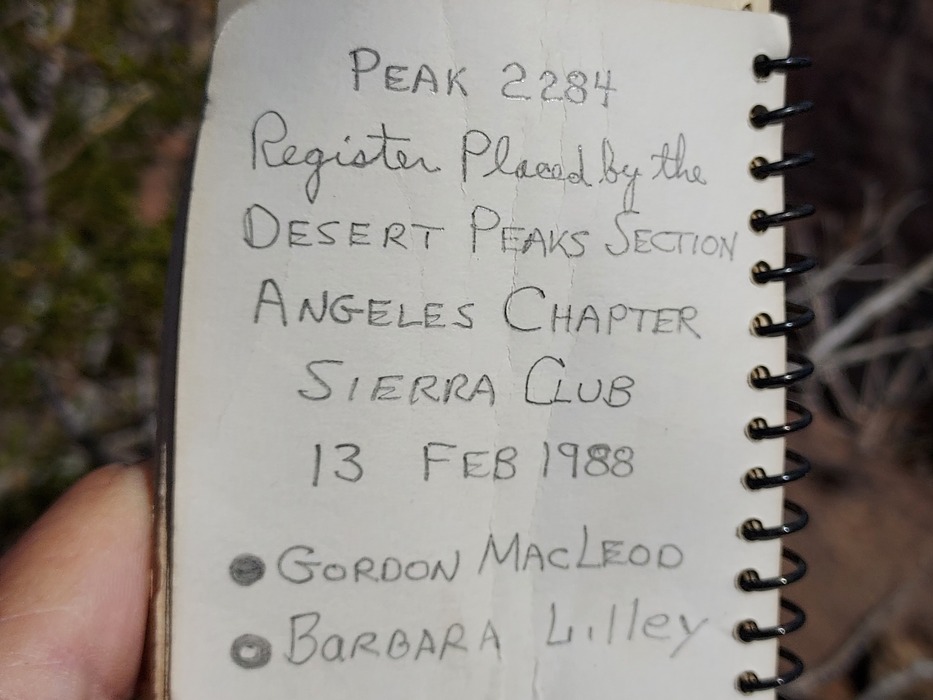 PEAK 2284
Register Placed by the
DESERT PEAKS SECTION
ANGELES CHAPTER
SIERRA CLUB
13 FEB 1988
GORDON MACLEOD
BARBARA Lilley